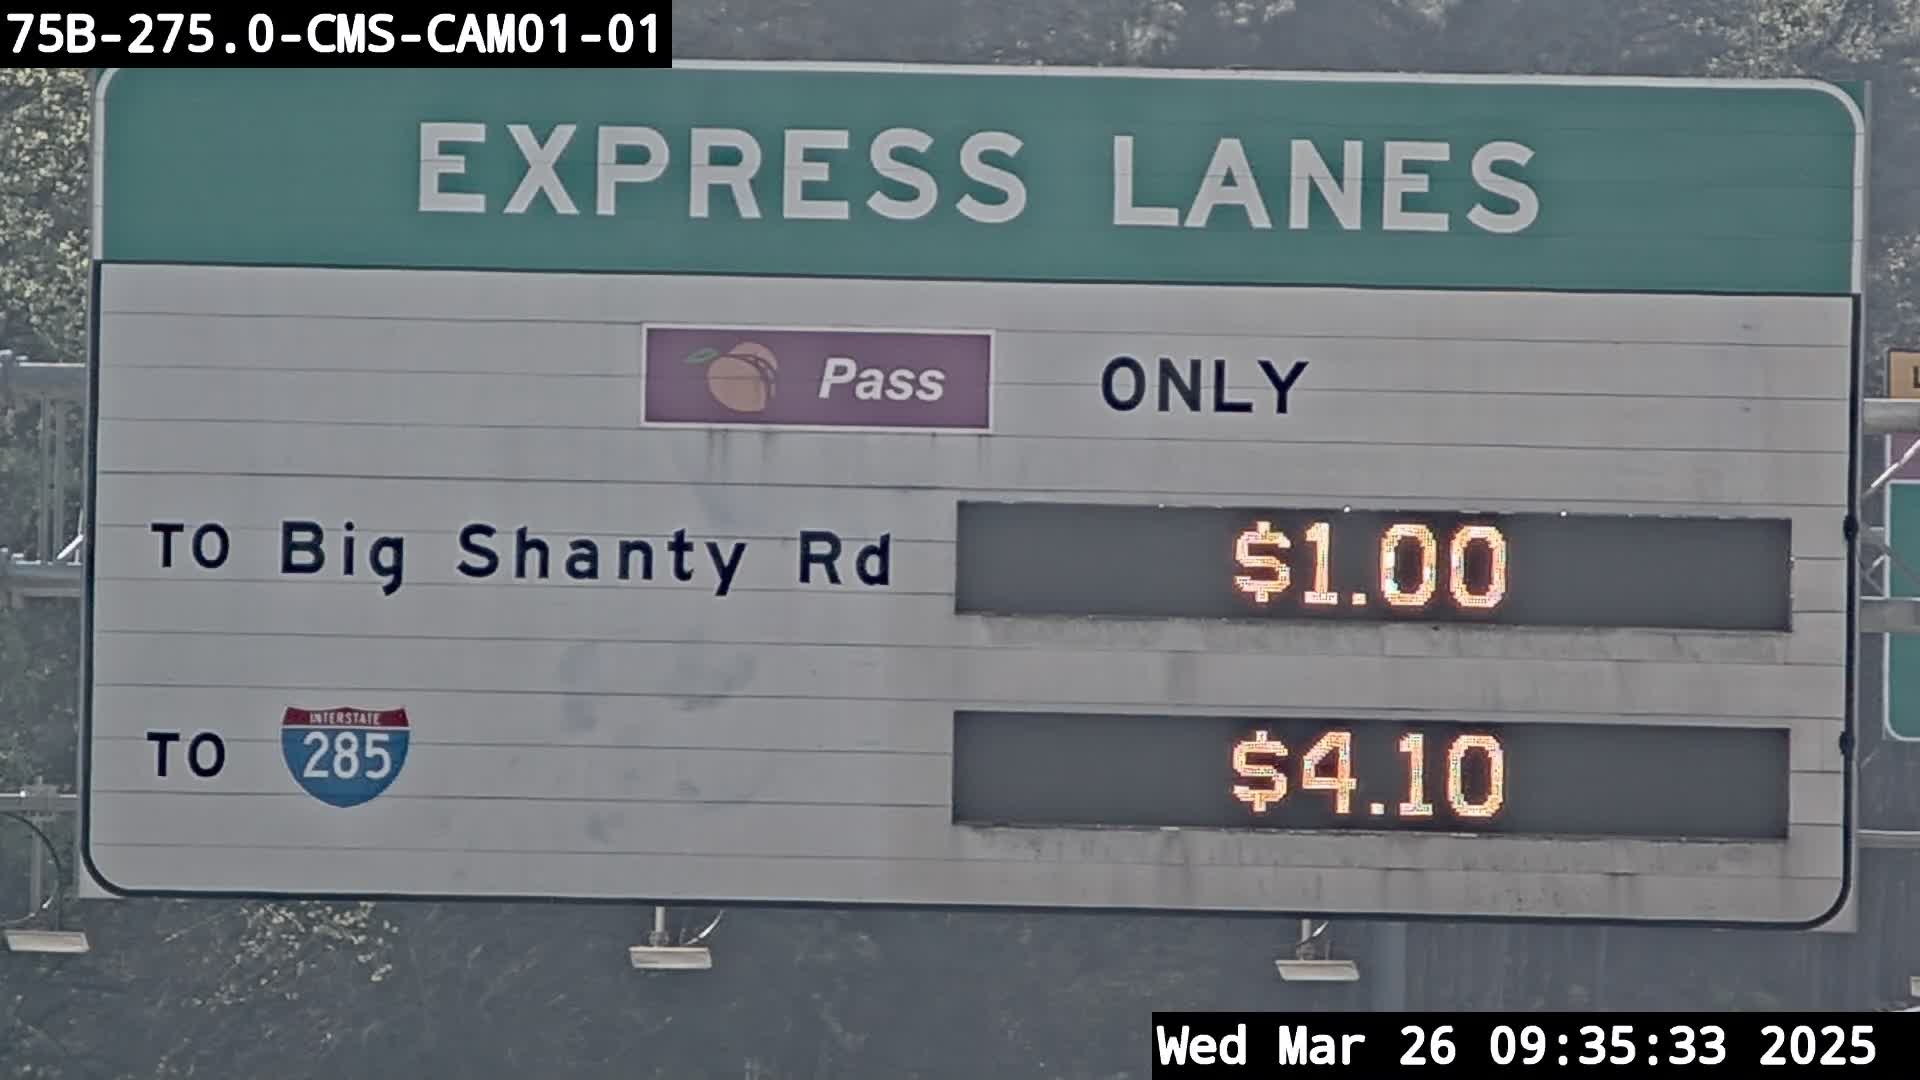 75B-275.0-CMS-CAM01-01
EXPRESS LANES
Pass ONLY
TO Big Shanty Rd $1.00
INTERSTATE
TO 285 $4.10
Wed Mar 26 09:35:33 2025